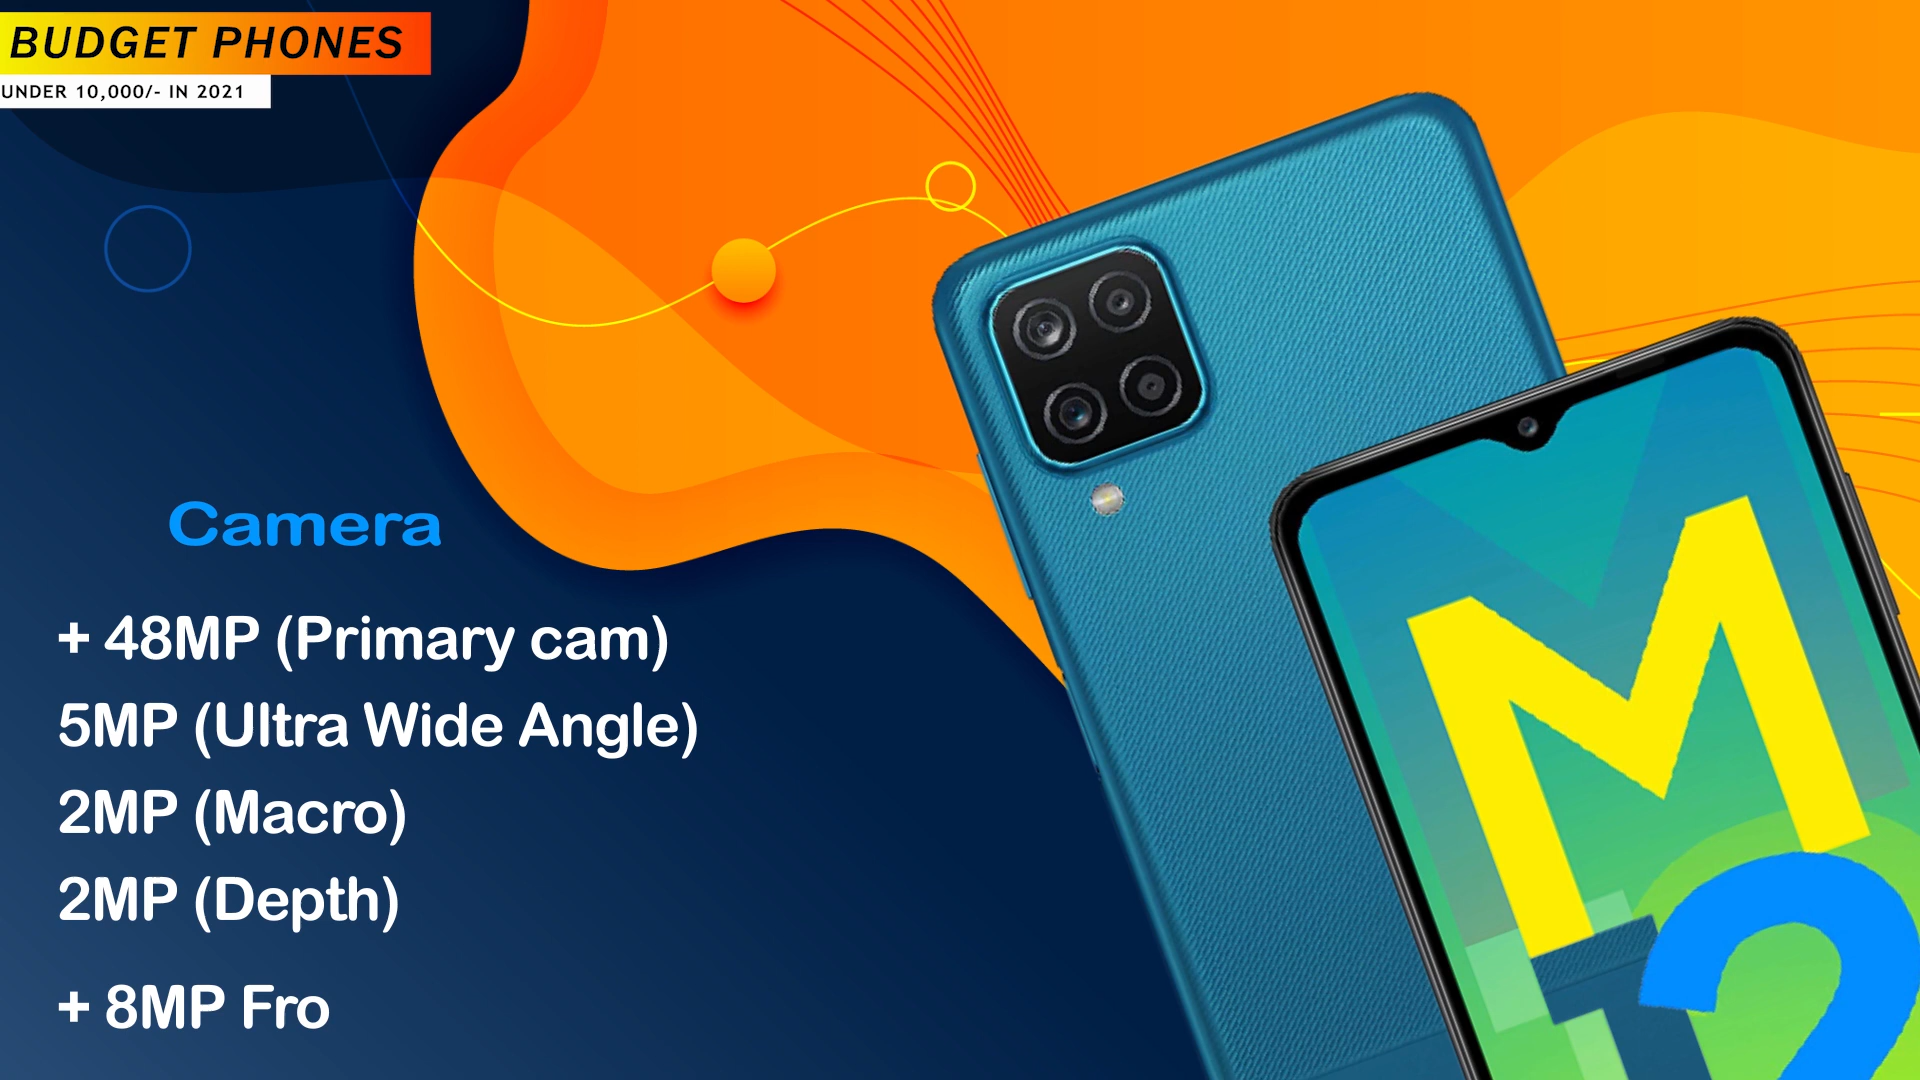 BUDGET PHONES
UNDER 10,000/- IN 2021
Camera
+ 48MP (Primary cam)
5MP (Ultra Wide Angle)
2MP (Macro)
2MP (Depth)
+ 8MP Fro
M
12